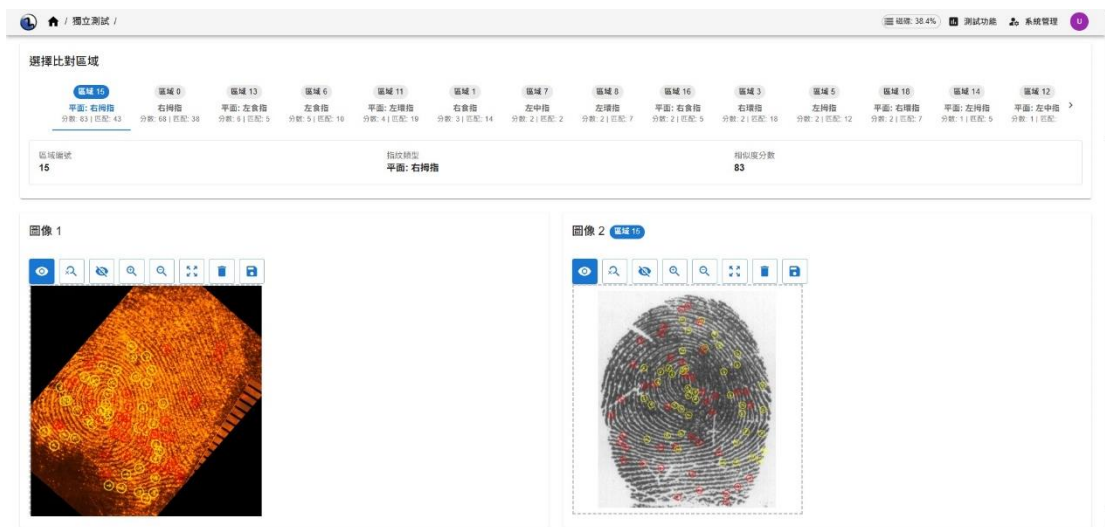 / 獨立測試 /
磁碟: 38.4%
測試功能
系統管理
U
選擇比對區域
區域 15
區域 0
區域 13
區域 6
區域 11
區域 1
區域 7
區域 8
區域 16
區域 3
區域 5
區域 18
區域 14
區域 12
平面: 右拇指
右拇指
平面: 左食指
左食指
平面: 左環指
右食指
左中指
左環指
平面: 右食指
右環指
左拇指
平面: 右環指
平面: 左拇指
平面: 左中指
分數: 83 | 匹配: 43
分數: 68 | 匹配: 38
分數: 6 | 匹配: 5
分數: 5 | 匹配: 10
分數: 4 | 匹配: 19
分數: 3 | 匹配: 14
分數: 2 | 匹配: 2
分數: 2 | 匹配: 7
分數: 2 | 匹配: 5
分數: 2 | 匹配: 18
分數: 2 | 匹配: 12
分數: 2 | 匹配: 7
分數: 1 | 匹配: 5
分數: 1 | 匹配:
區域編號
指紋類型
相似度分數
15
平面: 右拇指
83
圖像 1
圖像 2 區域 15